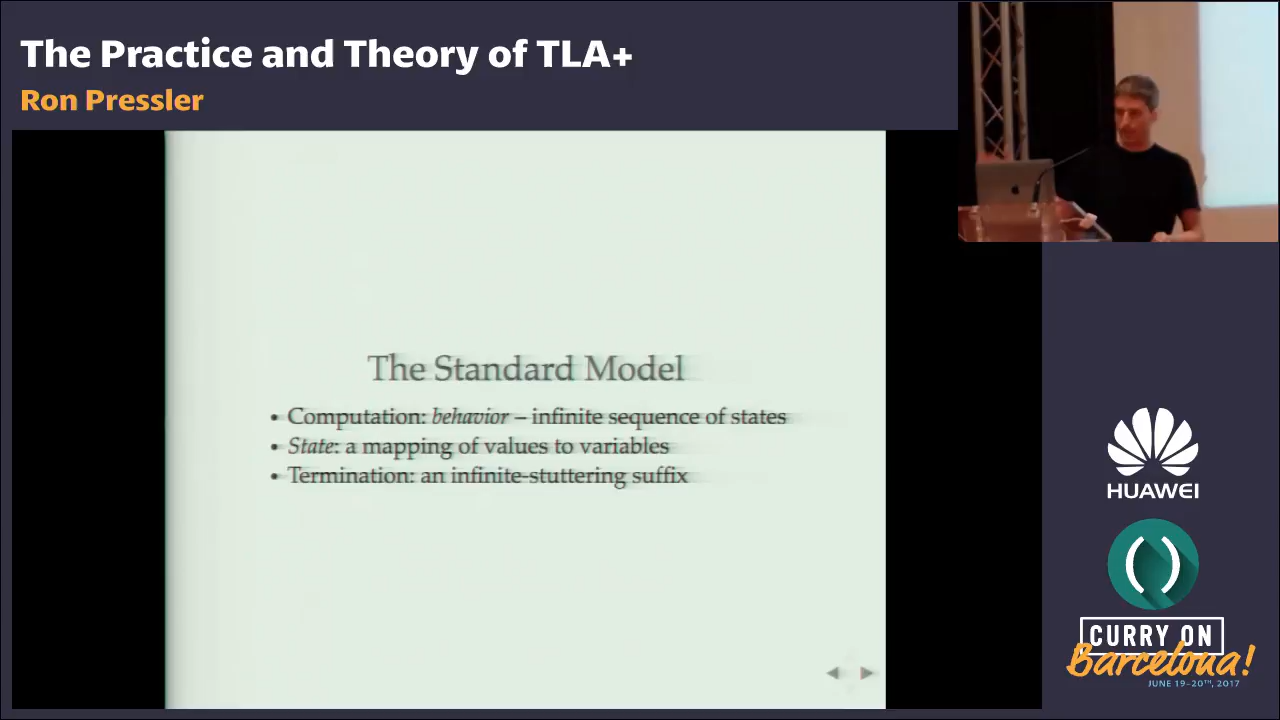 The Practice and Theory of TLA+
Ron Pressler
The Standard Model
• Computation: behavior – infinite sequence of states
• State: a mapping of values to variables
• Termination: an infinite-stuttering suffix
HUAWEI
CURRY ON
Barcelona!
JUNE 19–20TH, 2017